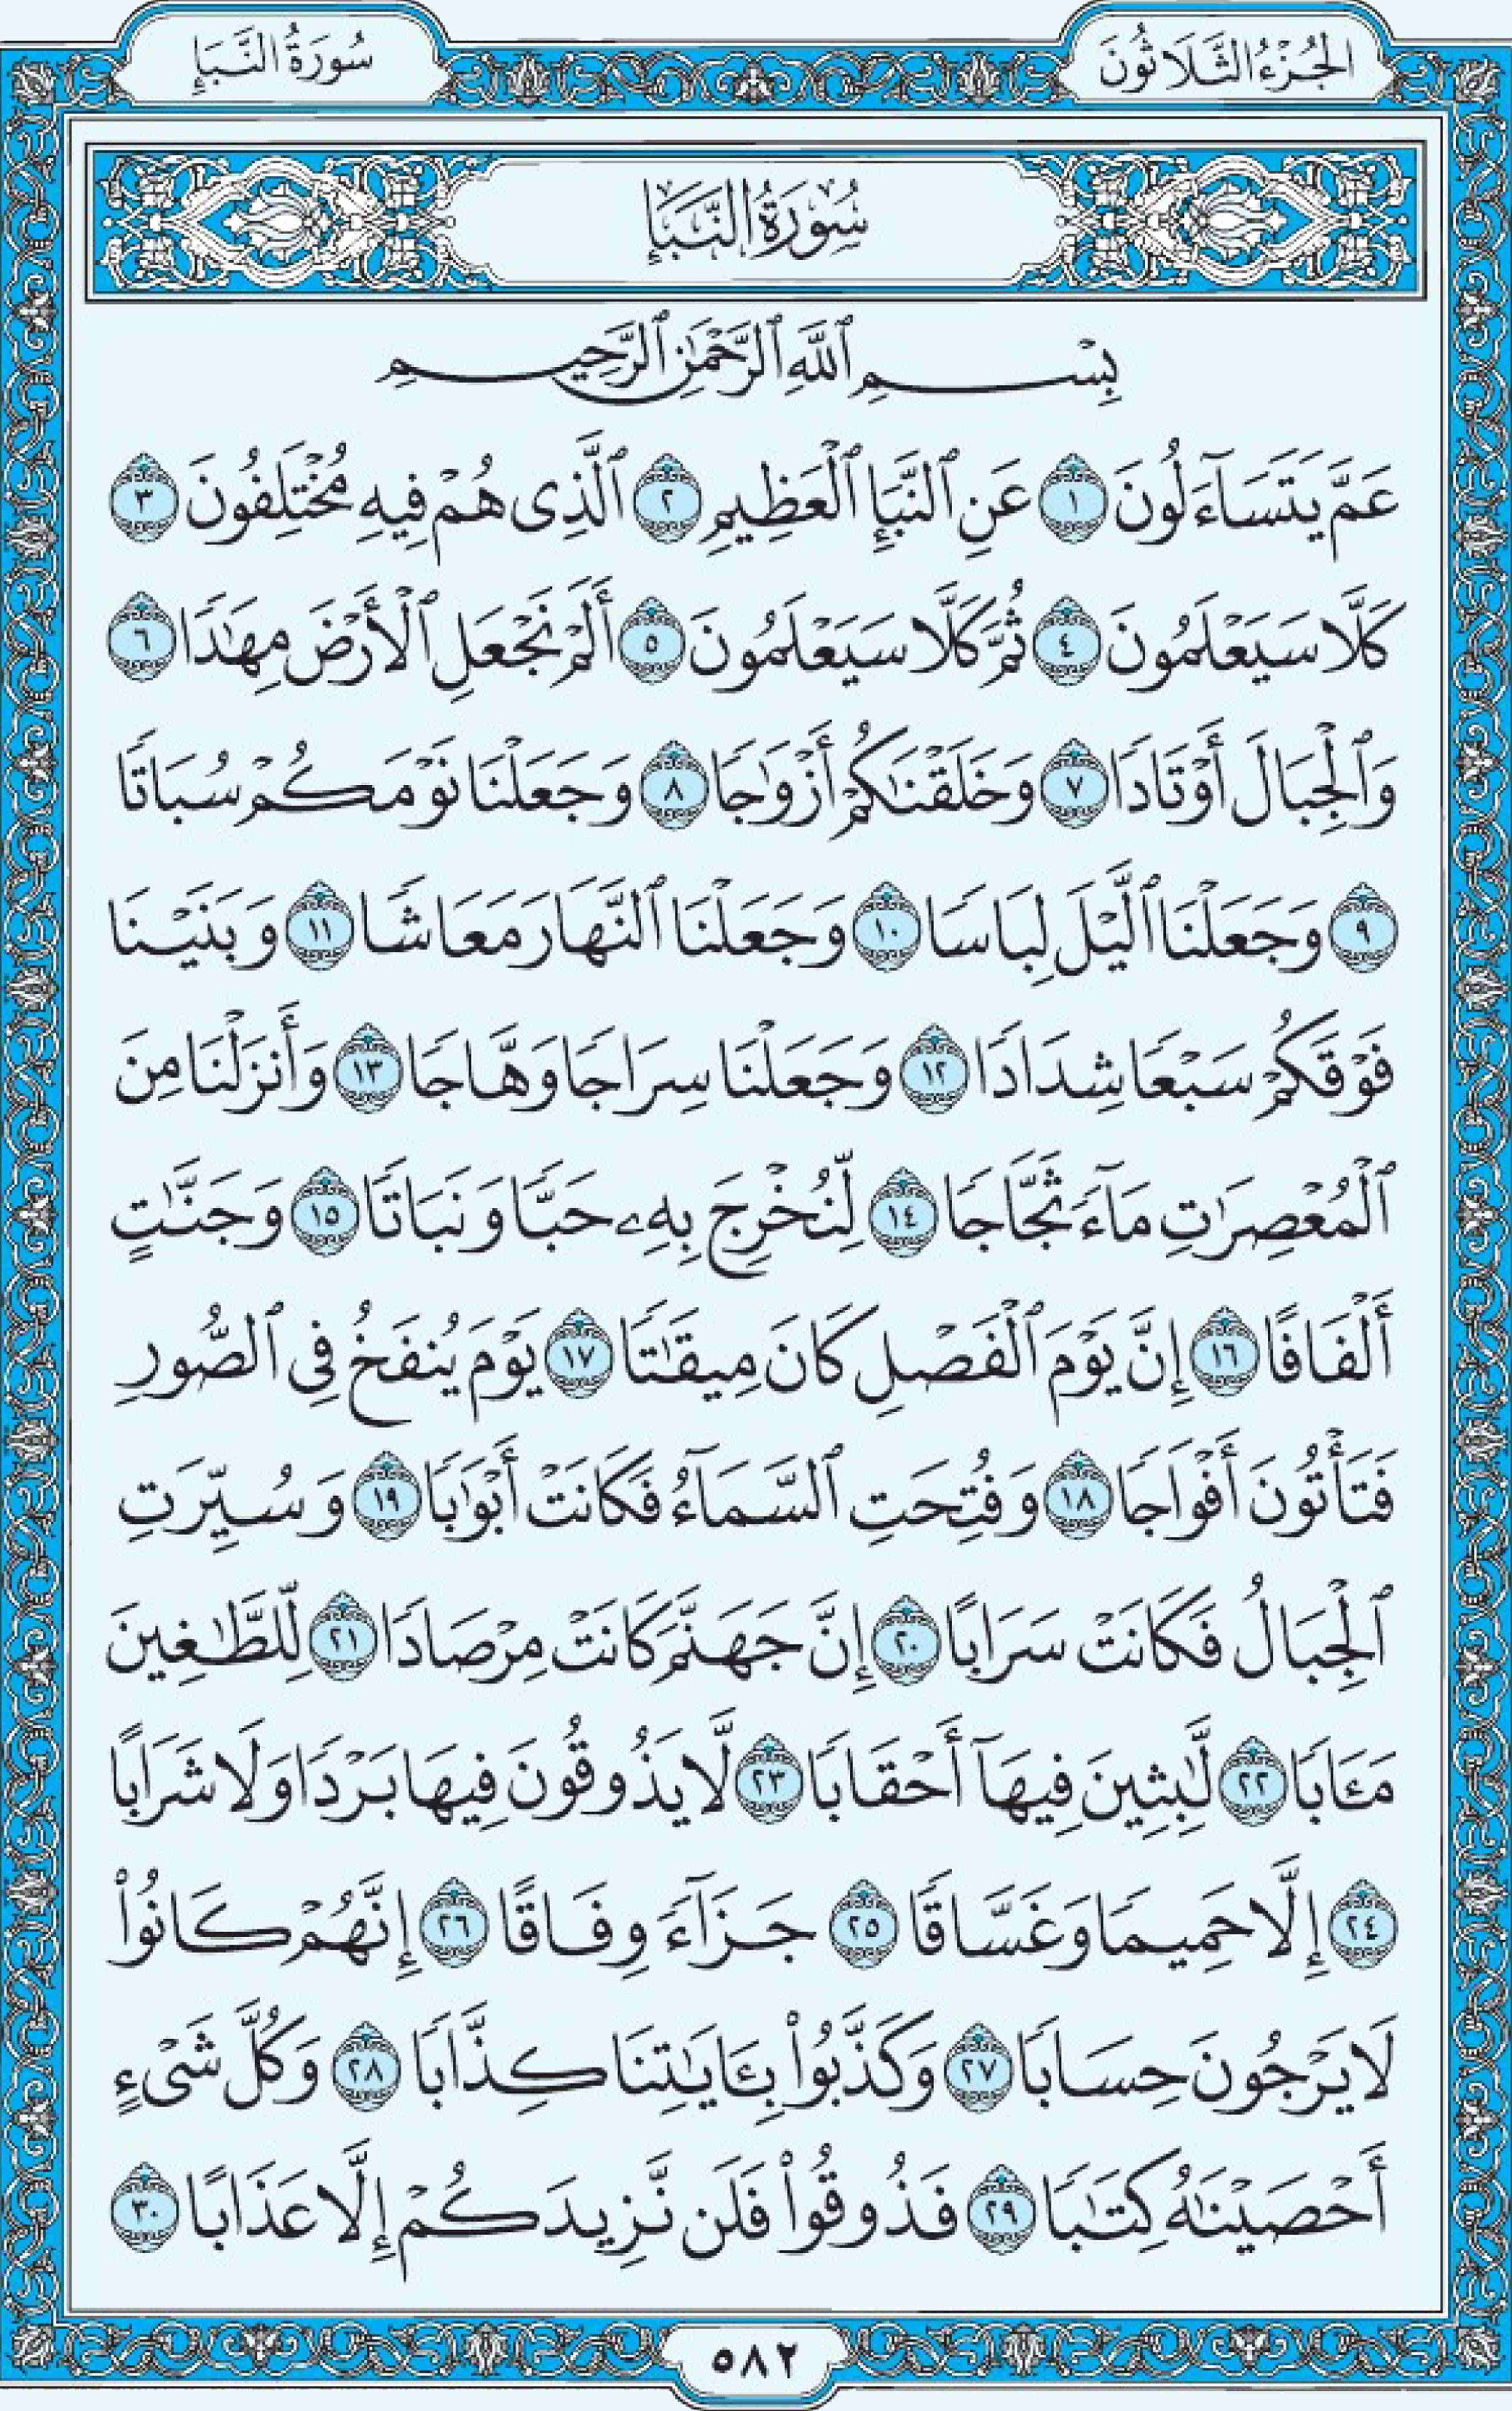 الجُزْءُ الثَّلَاثُونَ
سُورَةُ النَّبَإِ
سُورَةُ النَّبَإِ
بِسْمِ ٱللَّهِ ٱلرَّحْمَٰنِ ٱلرَّحِيمِ
عَمَّ يَتَسَآءَلُونَ ١ عَنِ ٱلنَّبَإِ ٱلْعَظِيمِ ٢ ٱلَّذِى هُمْ فِيهِ مُخْتَلِفُونَ ٣
كَلَّا سَيَعْلَمُونَ ٤ ثُمَّ كَلَّا سَيَعْلَمُونَ ٥ أَلَمْ نَجْعَلِ ٱلْأَرْضَ مِهَٰدًا ٦
وَٱلْجِبَالَ أَوْتَادًا ٧ وَخَلَقْنَٰكُمْ أَزْوَٰجًا ٨ وَجَعَلْنَا نَوْمَكُمْ سُبَاتًا
٩ وَجَعَلْنَا ٱلَّيْلَ لِبَاسًا ١٠ وَجَعَلْنَا ٱلنَّهَارَ مَعَاشًا ١١ وَبَنَيْنَا
فَوْقَكُمْ سَبْعًا شِدَادًا ١٢ وَجَعَلْنَا سِرَاجًا وَهَّاجًا ١٣ وَأَنزَلْنَا مِنَ
ٱلْمُعْصِرَٰتِ مَآءً ثَجَّاجًا ١٤ لِّنُخْرِجَ بِهِۦ حَبًّا وَنَبَاتًا ١٥ وَجَنَّٰتٍ
أَلْفَافًا ١٦ إِنَّ يَوْمَ ٱلْفَصْلِ كَانَ مِيقَٰتًا ١٧ يَوْمَ يُنفَخُ فِى ٱلصُّورِ
فَتَأْتُونَ أَفْوَاجًا ١٨ وَفُتِحَتِ ٱلسَّمَآءُ فَكَانَتْ أَبْوَٰبًا ١٩ وَسُيِّرَتِ
ٱلْجِبَالُ فَكَانَتْ سَرَابًا ٢٠ إِنَّ جَهَنَّمَ كَانَتْ مِرْصَادًا ٢١ لِّلطَّٰغِينَ
مَـَٔابًا ٢٢ لَّٰبِثِينَ فِيهَآ أَحْقَابًا ٢٣ لَّا يَذُوقُونَ فِيهَا بَرْدًا وَلَا شَرَابًا
٢٤ إِلَّا حَمِيمًا وَغَسَّاقًا ٢٥ جَزَآءً وِفَاقًا ٢٦ إِنَّهُمْ كَانُوا۟
لَا يَرْجُونَ حِسَابًا ٢٧ وَكَذَّبُوا۟ بِـَٔايَٰتِنَا كِذَّابًا ٢٨ وَكُلَّ شَىْءٍ
أَحْصَيْنَٰهُ كِتَٰبًا ٢٩ فَذُوقُوا۟ فَلَن نَّزِيدَكُمْ إِلَّا عَذَابًا ٣٠
٥٨٢